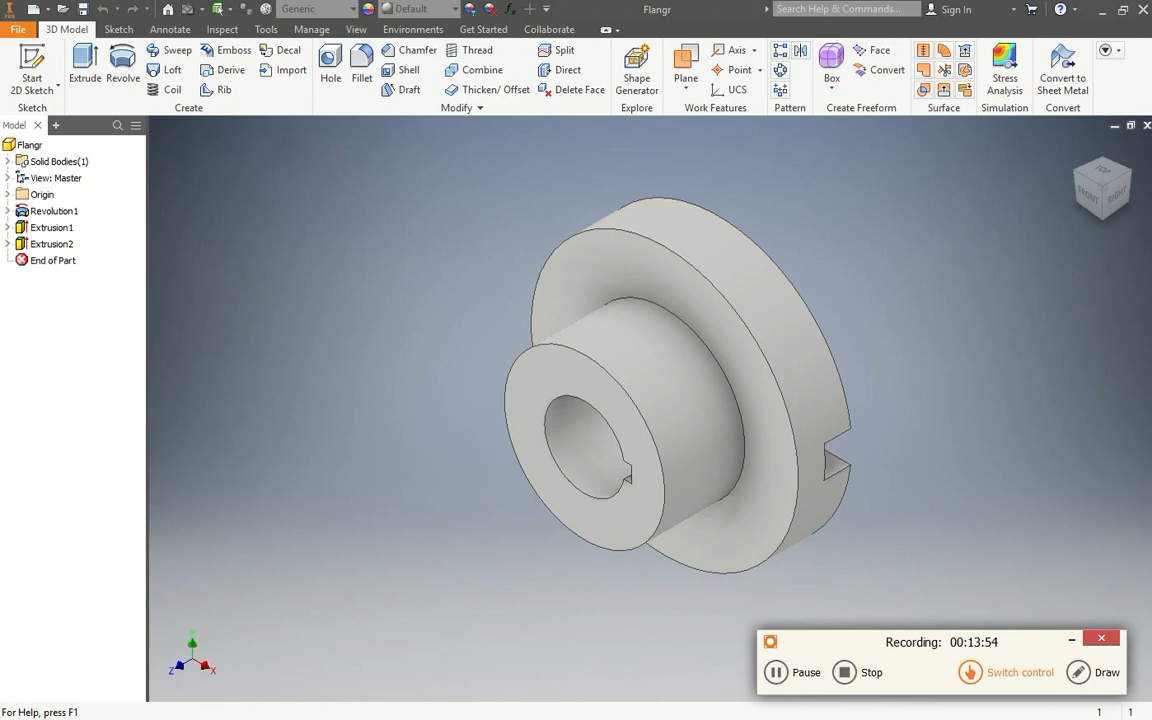 Generic
Default
Flangr
Search Help & Commands...
Sign In
File
3D Model
Sketch
Annotate
Inspect
Tools
Manage
View
Environments
Get Started
Collaborate
Start
2D Sketch
Extrude
Revolve
Sweep
Emboss
Decal
Loft
Derive
Import
Coil
Rib
Hole
Fillet
Chamfer
Thread
Split
Shell
Combine
Direct
Draft
Thicken/ Offset
Delete Face
Shape
Generator
Plane
Axis
Point
UCS
Box
Face
Convert
Stress
Analysis
Convert to
Sheet Metal
Sketch
Create
Modify
Explore
Work Features
Pattern
Create Freeform
Surface
Simulation
Convert
Model
Flangr
Solid Bodies(1)
View: Master
Origin
Revolution1
Extrusion1
Extrusion2
End of Part
TOP
FRONT
RIGHT
Z
X
Recording: 00:13:54
Pause
Stop
Switch control
Draw
For Help, press F1
1
1